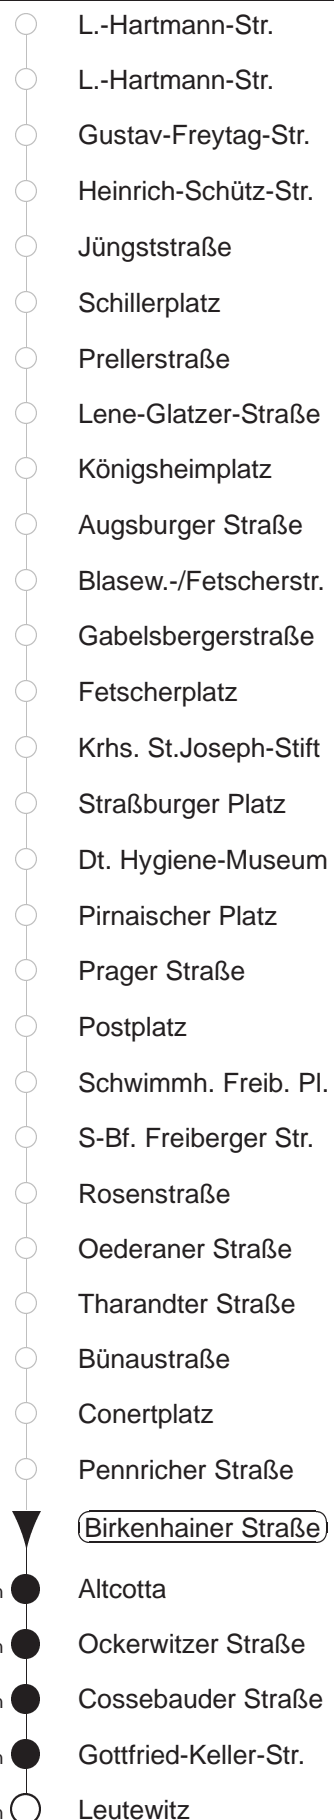 L.-Hartmann-Str.
L.-Hartmann-Str.
Gustav-Freytag-Str.
Heinrich-Schütz-Str.
Jüngststraße
Schillerplatz
Prellerstraße
Lene-Glatzer-Straße
Königsheimplatz
Augsburger Straße
Blasew.-/Fetscherstr.
Gabelsbergerstraße
Fetscherplatz
Krhs. St.Joseph-Stift
Straßburger Platz
Dt. Hygiene-Museum
Pirnaischer Platz
Prager Straße
Postplatz
Schwimmh. Freib. Pl.
S-Bf. Freiberger Str.
Rosenstraße
Oederaner Straße
Tharandter Straße
Bünaustraße
Conertplatz
Pennricher Straße
Birkenhainer Straße
Altcotta
Ockerwitzer Straße
Cossebauder Straße
Gottfried-Keller-Str.
Leutewitz